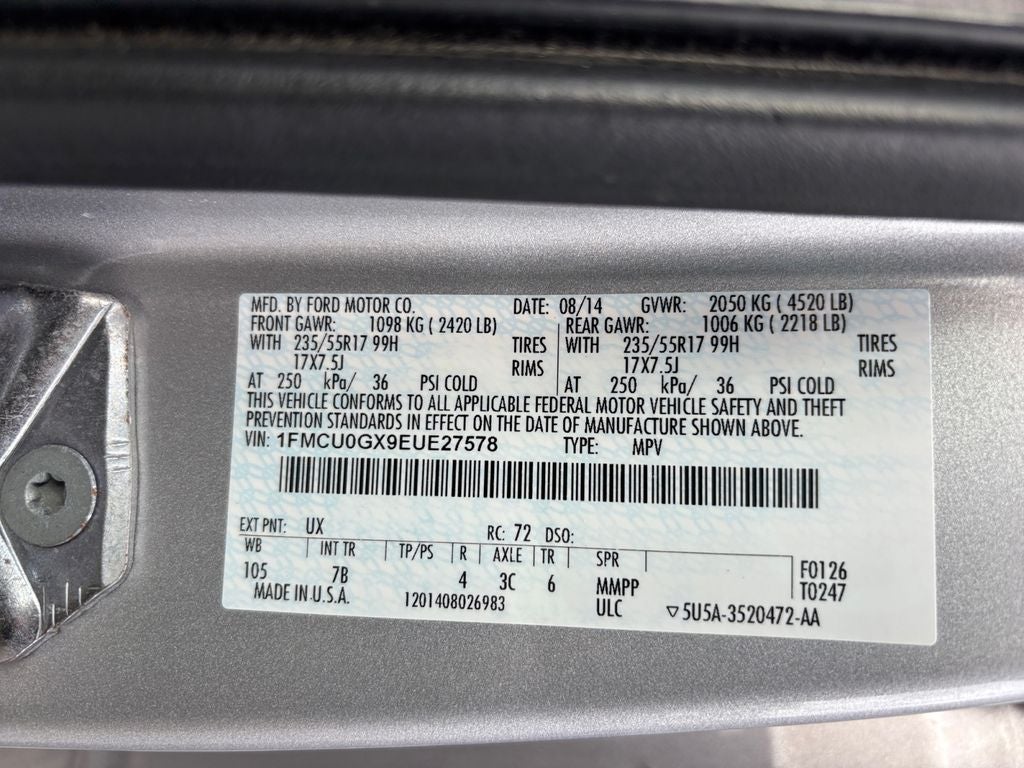 MFD. BY FORD MOTOR CO. DATE: 08/14 GVWR: 2050 KG ( 4520 LB)
FRONT GAWR: 1098 KG ( 2420 LB) REAR GAWR: 1006 KG ( 2218 LB)
WITH 235/55R17 99H TIRES WITH 235/55R17 99H TIRES
17X7.5J RIMS 17X7.5J RIMS
AT 250 kPa/ 36 PSI COLD AT 250 kPa/ 36 PSI COLD
THIS VEHICLE CONFORMS TO ALL APPLICABLE FEDERAL MOTOR VEHICLE SAFETY AND THEFT
PREVENTION STANDARDS IN EFFECT ON THE DATE OF MANUFACTURE SHOWN ABOVE.
VIN: 1FMCU0GX9EUE27578 TYPE: MPV
EXT PNT: UX RC: 72 DSO:
WB INT TR TP/PS R AXLE TR SPR
105 7B 4 3C 6 MMPP F0126
MADE IN U.S.A. 1201408026983 ULC T0247
▽5U5A-3520472-AA